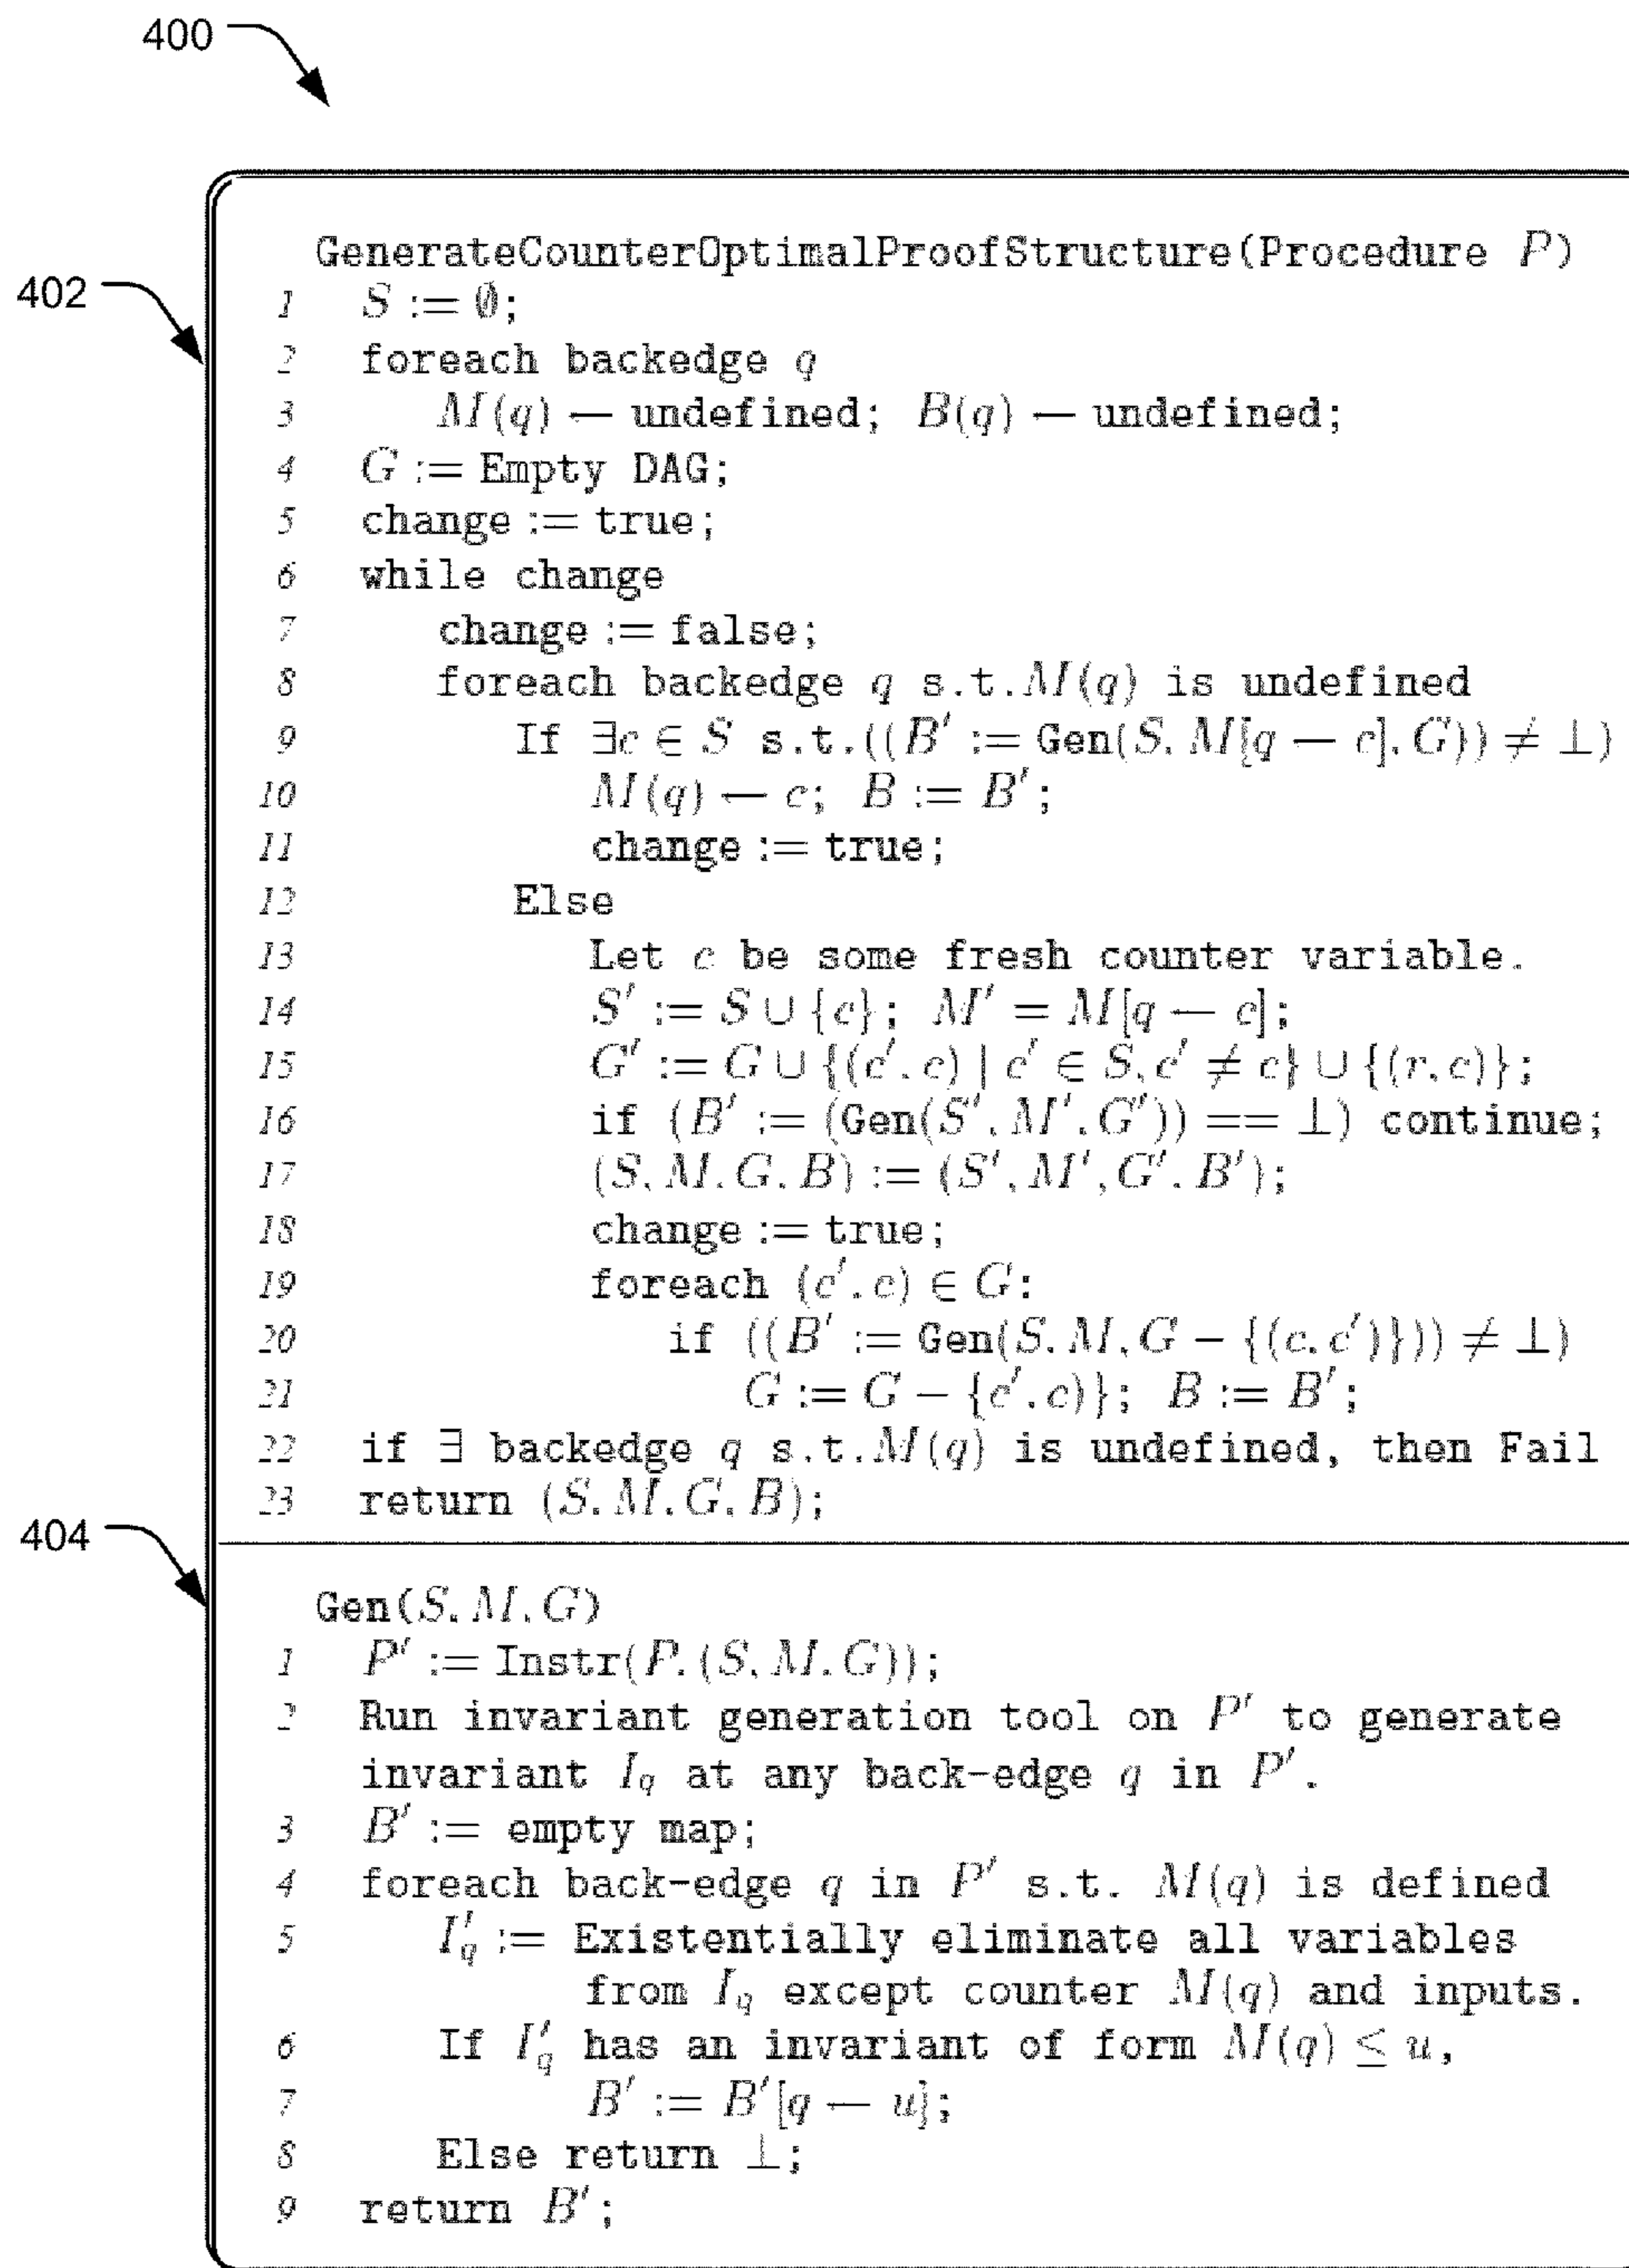 400
402
GenerateCounterOptimalProofStructure(Procedure P)
1 S := ∅;
2 foreach backedge q
3 M(q) ← undefined; B(q) ← undefined;
4 G := Empty DAG;
5 change := true;
6 while change
7 change := false;
8 foreach backedge q s.t.M(q) is undefined
9 If ∃c ∈ S s.t.((B' := Gen(S, M[q ← c], G)) ≠ ⊥)
10 M(q) ← c; B := B';
11 change := true;
12 Else
13 Let c be some fresh counter variable.
14 S' := S ∪ {c}; M' = M[q ← c];
15 G' := G ∪ {(c', c) | c' ∈ S, c' ≠ c} ∪ {(r, c)};
16 if (B' := (Gen(S', M', G')) == ⊥) continue;
17 (S, M, G, B) := (S', M', G', B');
18 change := true;
19 foreach (c', c) ∈ G:
20 if ((B' := Gen(S, M, G − {(c, c')})) ≠ ⊥)
21 G := G − {c', c)}; B := B';
22 if ∃ backedge q s.t.M(q) is undefined, then Fail
23 return (S, M, G, B);
404
Gen(S, M, G)
1 P' := Instr(P, (S, M, G));
2 Run invariant generation tool on P' to generate
invariant I_q at any back-edge q in P'.
3 B' := empty map;
4 foreach back-edge q in P' s.t. M(q) is defined
5 I'_q := Existentially eliminate all variables
from I_q except counter M(q) and inputs.
6 If I'_q has an invariant of form M(q) ≤ u,
7 B' := B'[q ← u];
8 Else return ⊥;
9 return B';